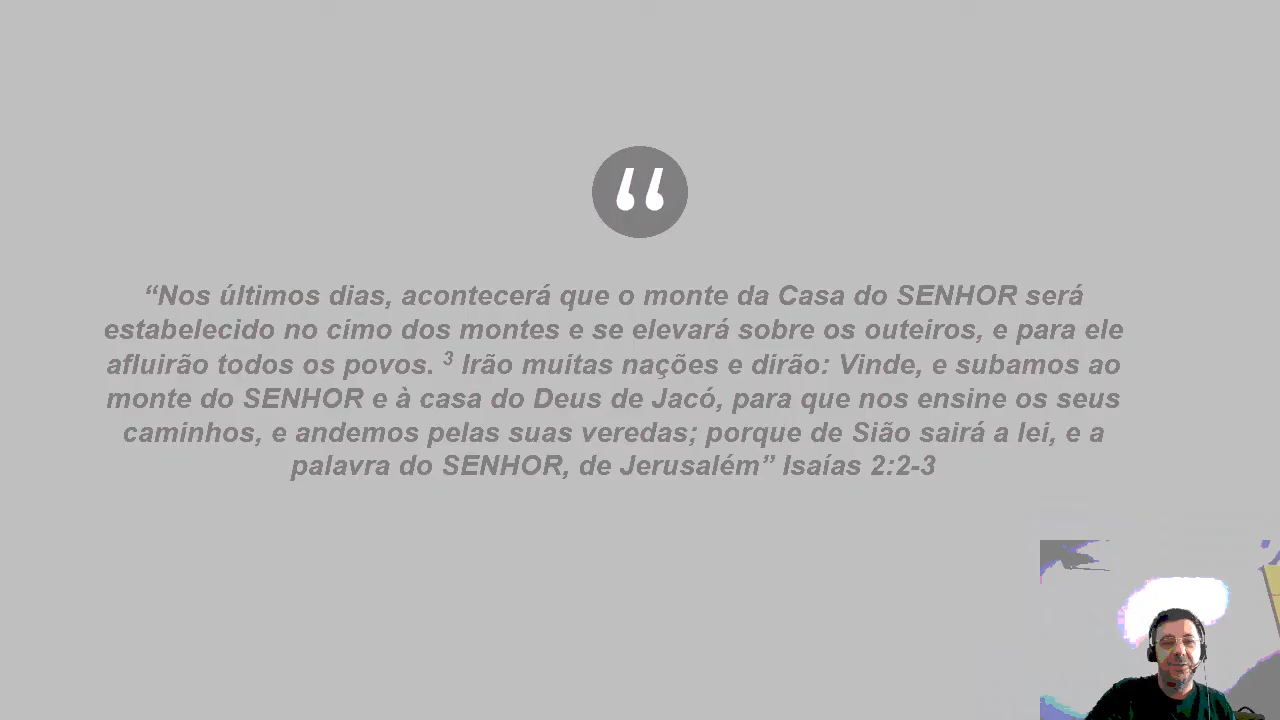 “Nos últimos dias, acontecerá que o monte da Casa do SENHOR será
estabelecido no cimo dos montes e se elevará sobre os outeiros, e para ele
afluirão todos os povos. ³ Irão muitas nações e dirão: Vinde, e subamos ao
monte do SENHOR e à casa do Deus de Jacó, para que nos ensine os seus
caminhos, e andemos pelas suas veredas; porque de Sião sairá a lei, e a
palavra do SENHOR, de Jerusalém” Isaías 2:2-3